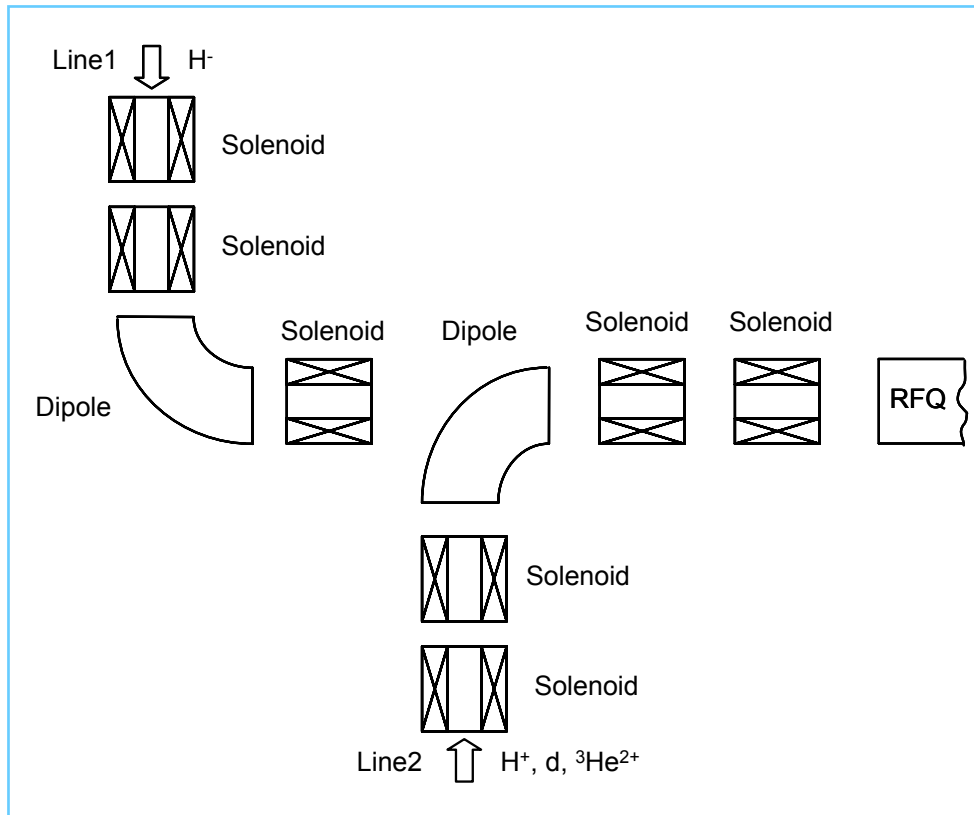 Line1 H⁻
Solenoid
Solenoid
Solenoid Dipole Solenoid Solenoid
Dipole
RFQ
Solenoid
Solenoid
Line2 H⁺, d, ³He²⁺